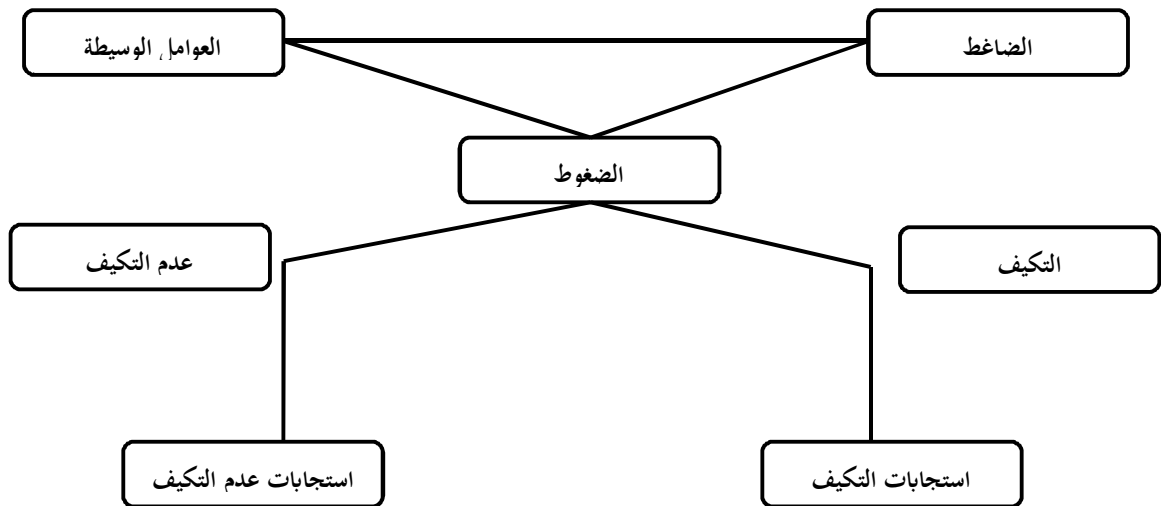 الضاغط
العوامل الوسيطة
الضغوط
التكيف
عدم التكيف
استجابات التكيف
استجابات عدم التكيف